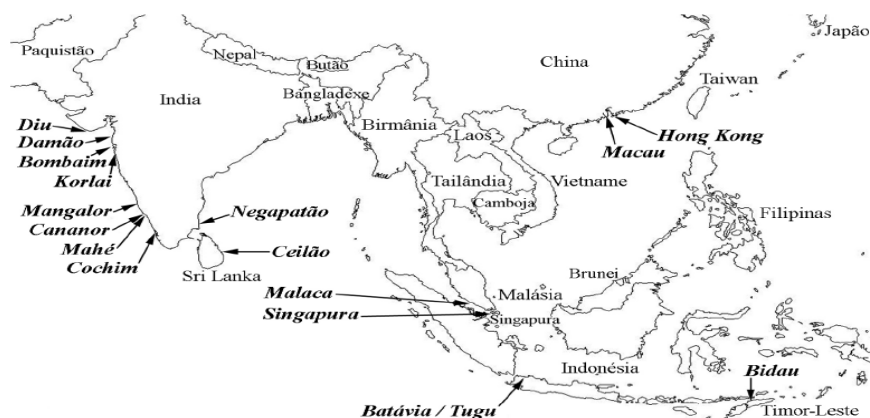 Japão
Paquistão
Nepal
China
Butão
Taiwan
India
Bangladexe
Diu
Birmânia
Hong Kong
Damão
Laos
Macau
Bombaim
Korlai
Tailândia
Vietname
Camboja
Mangalor
Negapatão
Filipinas
Cananor
Mahé
Ceilão
Cochim
Sri Lanka
Brunei
Malaca
Malásia
Singapura
Singapura
Indonésia
Bidau
Batávia / Tugu
Timor-Leste